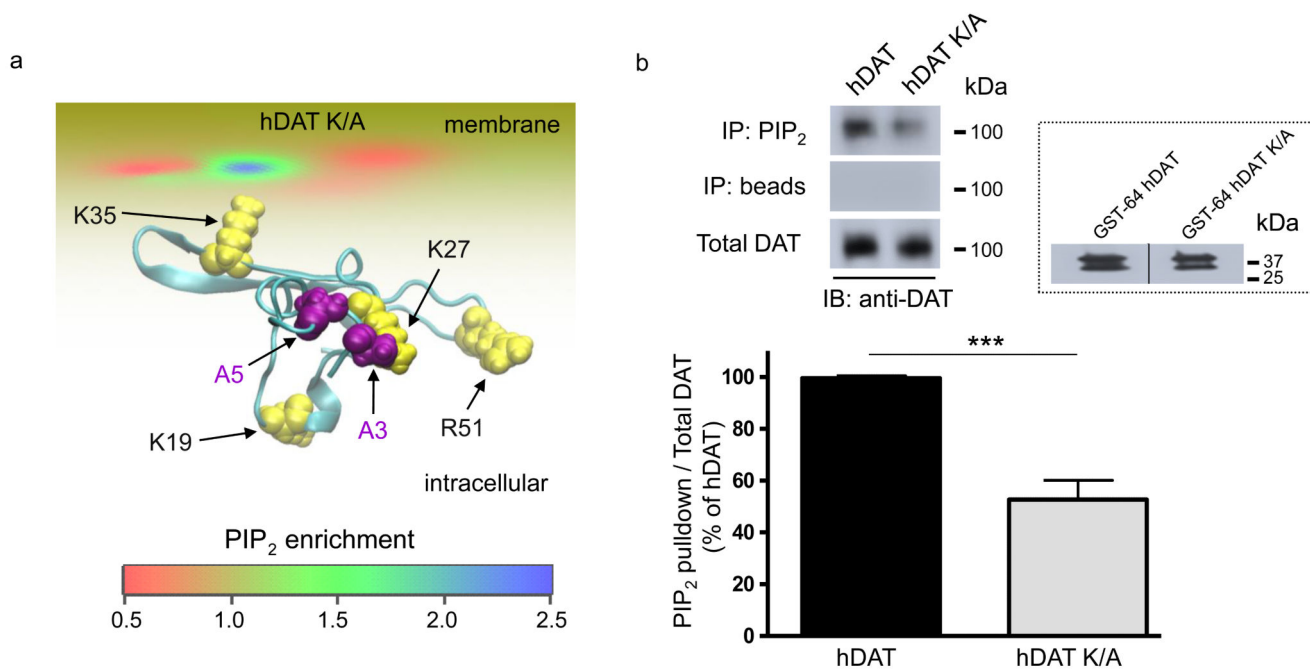 a
hDAT K/A
membrane
K35
K27
A5
K19
A3
R51
intracellular
PIP₂ enrichment
0.5 1.0 1.5 2.0 2.5
b
hDAT
hDAT K/A
kDa
IP: PIP₂
100
IP: beads
100
Total DAT
100
IB: anti-DAT
GST-64 hDAT
GST-64 hDAT K/A
kDa
37
25
***
PIP₂ pulldown / Total DAT
(% of hDAT)
100
80
60
40
20
0
hDAT
hDAT K/A